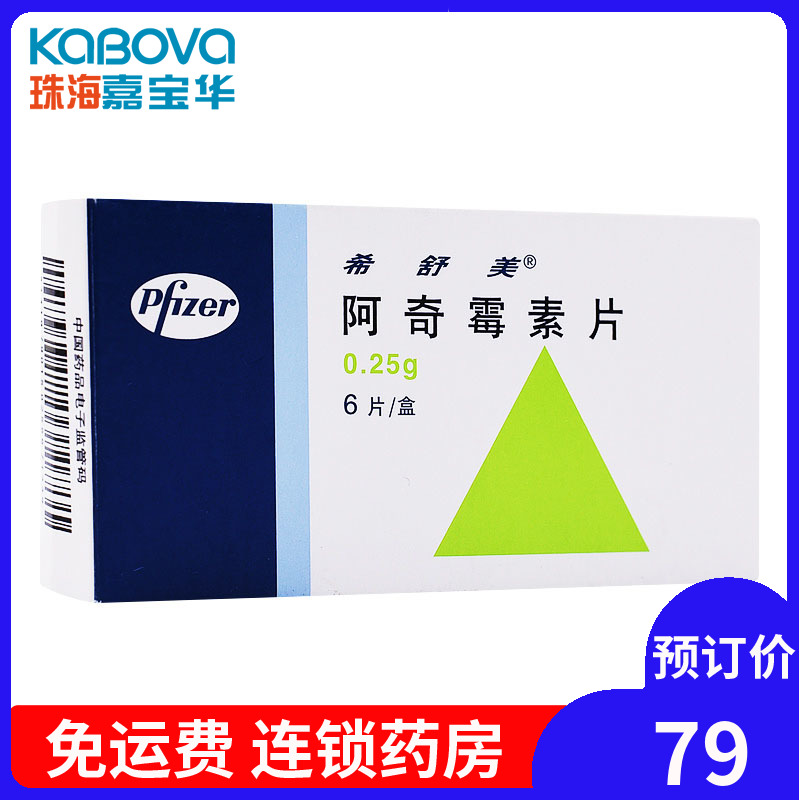 KaBOVa
珠海嘉宝华
Pfizer
中国药品电子监管码
希舒美®
阿奇霉素片
0.25g
6片/盒
预订价
79
免运费 连锁药房